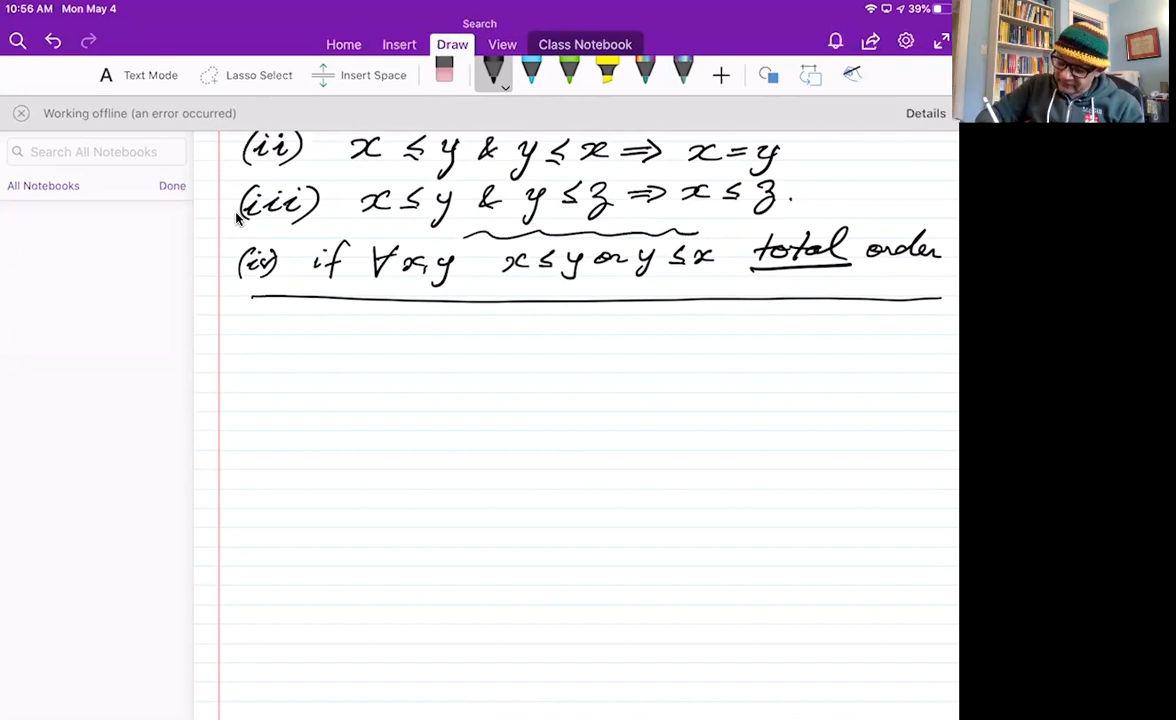 10:56 AM Mon May 4
39%
Search
Home Insert Draw View Class Notebook
A Text Mode Lasso Select Insert Space
Working offline (an error occurred) Details
Search All Notebooks
All Notebooks Done
(ii) x ≤ y & y ≤ x ⇒ x = y
(iii) x ≤ y & y ≤ z ⇒ x ≤ z.
(iv) if ∀x,y x ≤ y or y ≤ x total order